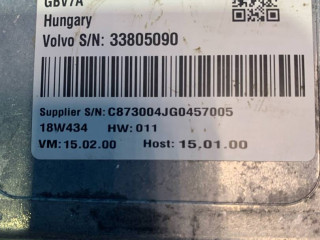 GBV7A
Hungary
Volvo S/N: 33805090
Supplier S/N: C873004JG0457005
18W434 HW: 011
VM: 15.02.00 Host: 15.01.00